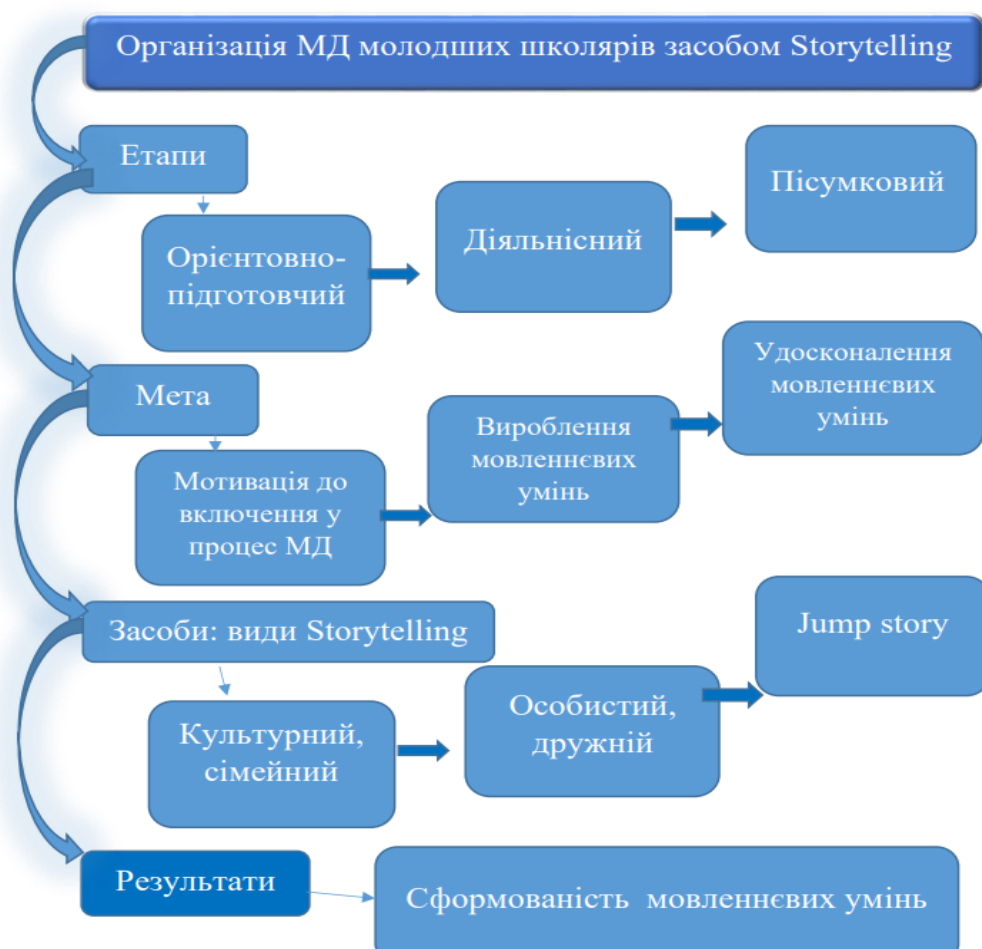 Організація МД молодших школярів засобом Storytelling
Етапи
Орієнтовно-
підготовчий
Діяльнісний
Пісумковий
Мета
Мотивація до
включення у
процес МД
Вироблення
мовленнєвих
умінь
Удосконалення
мовленнєвих
умінь
Засоби: види Storytelling
Культурний,
сімейний
Особистий,
дружній
Jump story
Результати
Сформованість мовленнєвих умінь